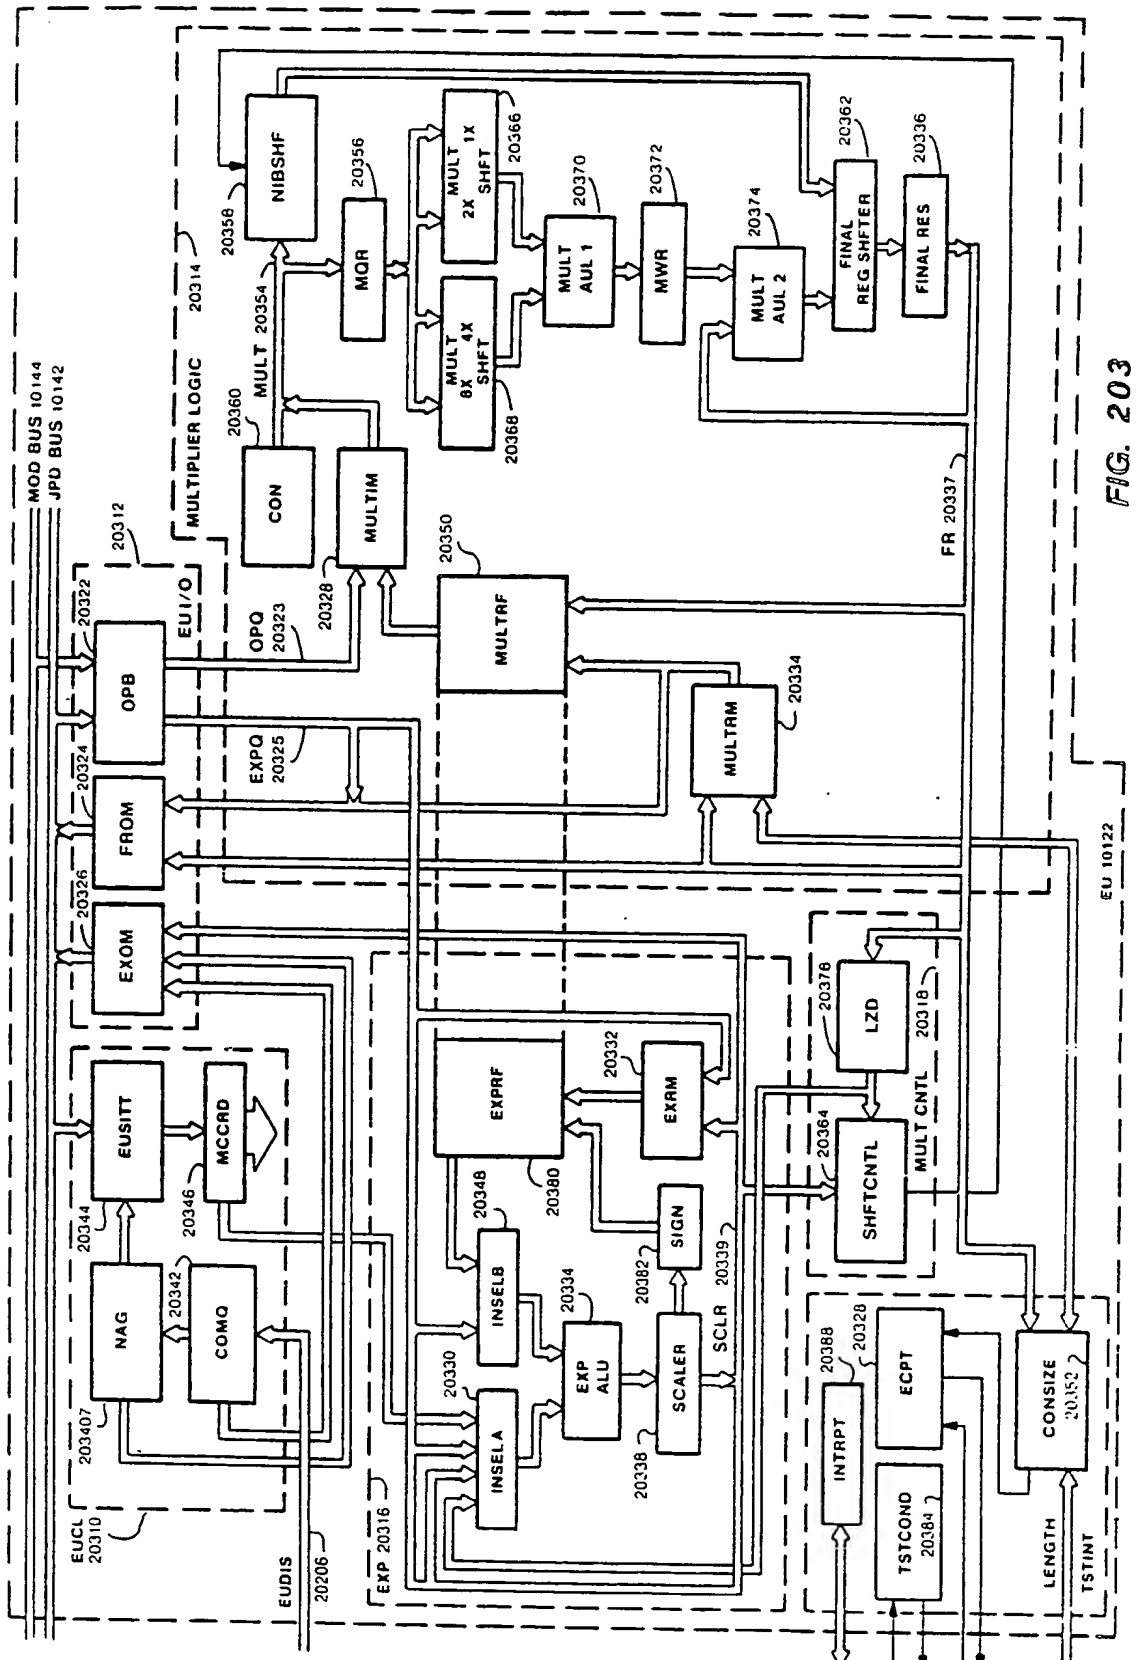 MOD BUS 10144
JPD BUS 10142
EUCL
20310
EUSITT
20344
MCCRD
20346
NAG
203407
COMQ
20342
EUDIS
20206
EXOM
20326
FROM
20324
OPB
20322
20312
EU I/O
EXPQ
20325
OPQ
20323
MULTIPLIER LOGIC
20314
CON
20360
MULTIM
20328
MULT 20354
NIBSHF
20358
MQR
20356
MULT
2X 1X
SHFT
20366
MULT
8X 4X
SHFT
20368
MULT
AUL 1
20370
MWR
20372
MULT
AUL 2
20374
FINAL
REG SHFTER
20362
FINAL RES
20336
FR 20337
MULTRF
20350
MULTRM
20334
EXP 20316
EXPRF
20380
EXRM
20332
INSELB
20348
INSELA
20330
EXP
ALU
20334
SCALER
20338
SIGN
20382
SCLR
20339
LZD
20376
SHFTCNTL
20364
MULT CNTL
20318
INTRPT
20388
ECPT
20328
TSTCOND
20384
CONSIZE
20352
LENGTH
TSTINT
EU 10122
FIG. 203